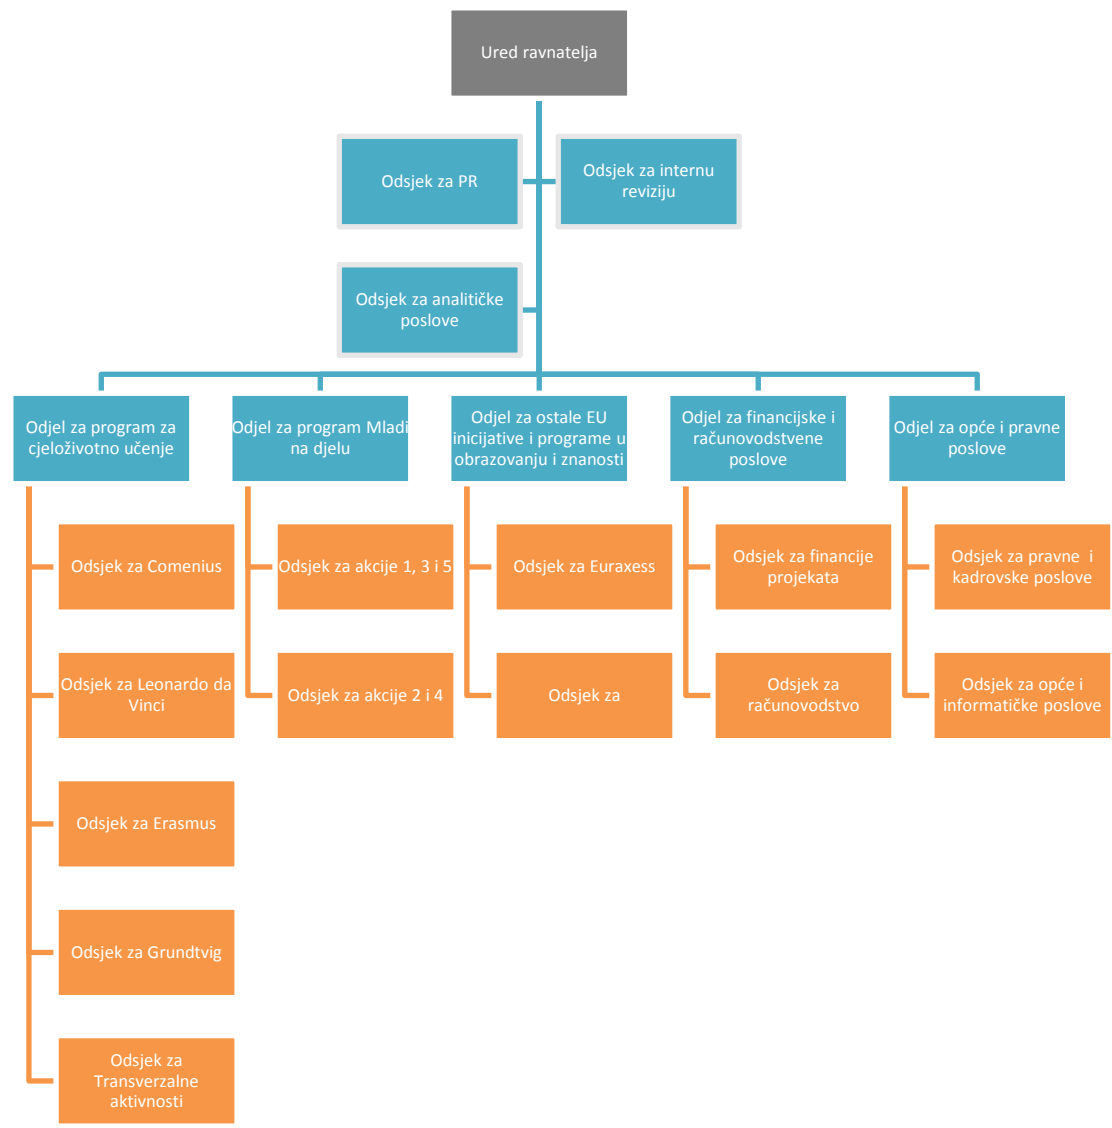 Ured ravnatelja
Odsjek za PR
Odsjek za internu
reviziju
Odsjek za analitičke
poslove
Odjel za program za
cjeloživotno učenje
Odjel za program Mladi
na djelu
Odjel za ostale EU
inicijative i programe u
obrazovanju i znanosti
Odjel za financijske i
računovodstvene
poslove
Odjel za opće i pravne
poslove
Odsjek za Comenius
Odsjek za akcije 1, 3 i 5
Odsjek za Euraxess
Odsjek za financije
projekata
Odsjek za pravne i
kadrovske poslove
Odsjek za Leonardo da
Vinci
Odsjek za akcije 2 i 4
Odsjek za
Odsjek za
računovodstvo
Odsjek za opće i
informatičke poslove
Odsjek za Erasmus
Odsjek za Grundtvig
Odsjek za
Transverzalne
aktivnosti